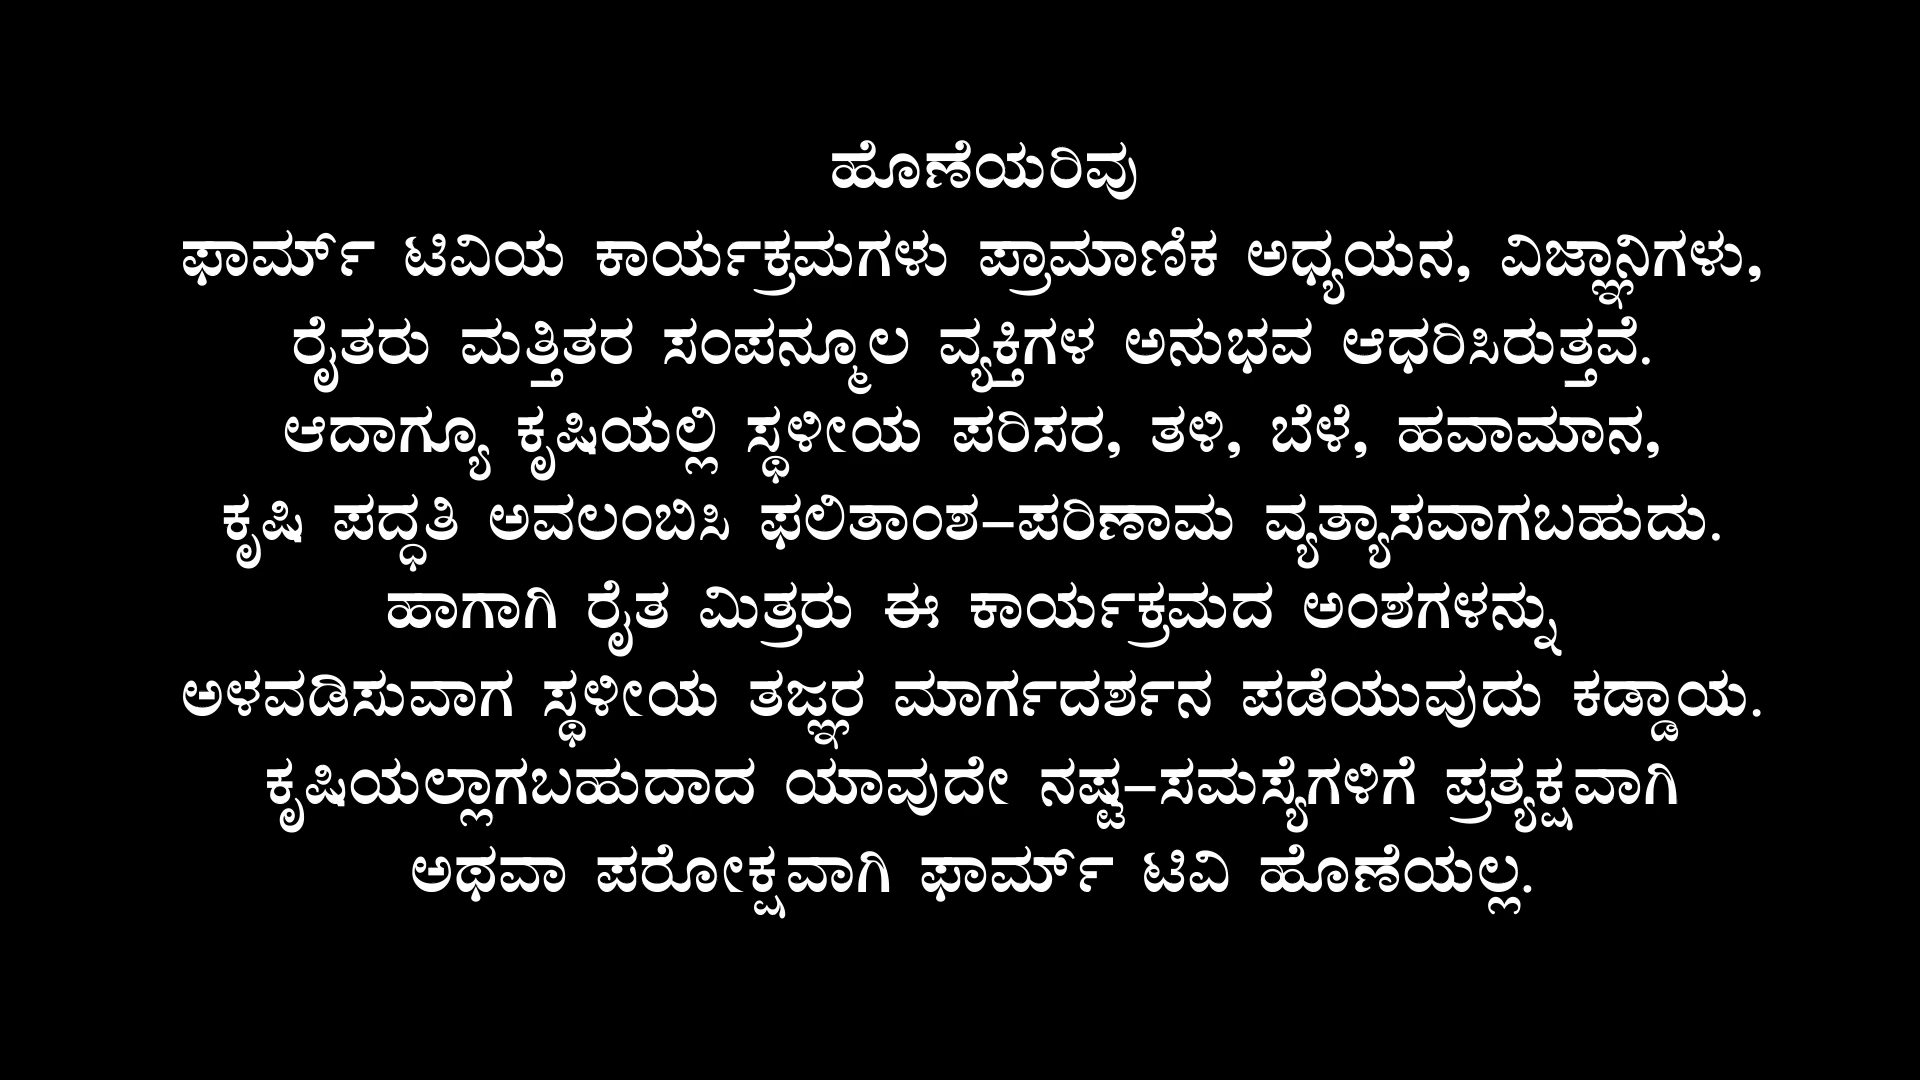 ಹೊಣೆಯರಿವು
ಫಾರ್ಮ್ ಟಿವಿಯ ಕಾರ್ಯಕ್ರಮಗಳು ಪ್ರಾಮಾಣಿಕ ಅಧ್ಯಯನ, ವಿಜ್ಞಾನಿಗಳು,
ರೈತರು ಮತ್ತಿತರ ಸಂಪನ್ಮೂಲ ವ್ಯಕ್ತಿಗಳ ಅನುಭವ ಆಧರಿಸಿರುತ್ತವೆ.
ಆದಾಗ್ಯೂ ಕೃಷಿಯಲ್ಲಿ ಸ್ಥಳೀಯ ಪರಿಸರ, ತಳಿ, ಬೆಳೆ, ಹವಾಮಾನ,
ಕೃಷಿ ಪದ್ಧತಿ ಅವಲಂಬಿಸಿ ಫಲಿತಾಂಶ-ಪರಿಣಾಮ ವ್ಯತ್ಯಾಸವಾಗಬಹುದು.
ಹಾಗಾಗಿ ರೈತ ಮಿತ್ರರು ಈ ಕಾರ್ಯಕ್ರಮದ ಅಂಶಗಳನ್ನು
ಅಳವಡಿಸುವಾಗ ಸ್ಥಳೀಯ ತಜ್ಞರ ಮಾರ್ಗದರ್ಶನ ಪಡೆಯುವುದು ಕಡ್ಡಾಯ.
ಕೃಷಿಯಲ್ಲಾಗಬಹುದಾದ ಯಾವುದೇ ನಷ್ಟ-ಸಮಸ್ಯೆಗಳಿಗೆ ಪ್ರತ್ಯಕ್ಷವಾಗಿ
ಅಥವಾ ಪರೋಕ್ಷವಾಗಿ ಫಾರ್ಮ್ ಟಿವಿ ಹೊಣೆಯಲ್ಲ.